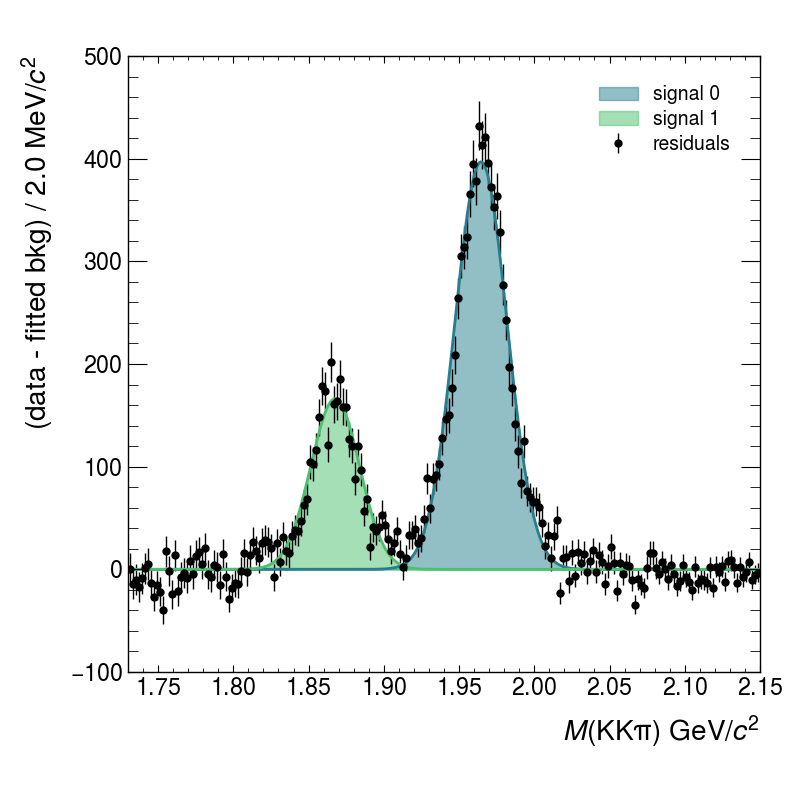 (data - fitted bkg) / 2.0 MeV/c²
500
400
300
200
100
0
−100
signal 0
signal 1
residuals
1.75 1.80 1.85 1.90 1.95 2.00 2.05 2.10 2.15
M(KKπ) GeV/c²